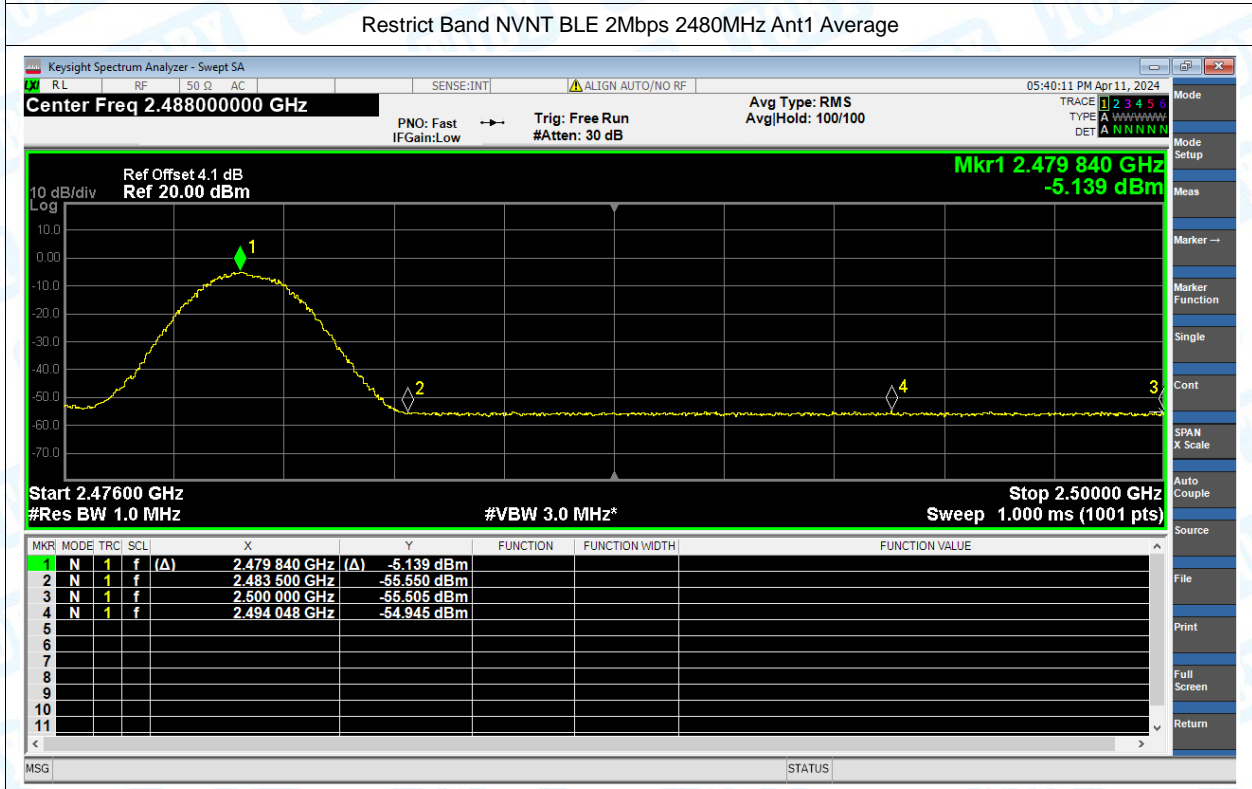 Restrict Band NVNT BLE 2Mbps 2480MHz Ant1 Average
Keysight Spectrum Analyzer - Swept SA
LXI RL RF 50 Ω AC SENSE:INT ALIGN AUTO/NO RF 05:40:11 PM Apr 11, 2024
Center Freq 2.488000000 GHz
PNO: Fast
IFGain:Low
Trig: Free Run
#Atten: 30 dB
Avg Type: RMS
Avg|Hold: 100/100
TRACE 1 2 3 4 5 6
TYPE A WWWWW
DET A N N N N N
Mode
Mode Setup
Meas
Marker →
Marker Function
Single
Cont
SPAN X Scale
Auto Couple
Source
File
Print
Full Screen
Return
Mkr1 2.479 840 GHz
-5.139 dBm
Ref Offset 4.1 dB
10 dB/div Ref 20.00 dBm
Log
10.0
0.00
-10.0
-20.0
-30.0
-40.0
-50.0
-60.0
-70.0
1
2
4
3
Start 2.47600 GHz Stop 2.50000 GHz
#Res BW 1.0 MHz #VBW 3.0 MHz* Sweep 1.000 ms (1001 pts)
MKR MODE TRC SCL X Y FUNCTION FUNCTION WIDTH FUNCTION VALUE
1 N 1 f (Δ) 2.479 840 GHz (Δ) -5.139 dBm
2 N 1 f 2.483 500 GHz -55.550 dBm
3 N 1 f 2.500 000 GHz -55.505 dBm
4 N 1 f 2.494 048 GHz -54.945 dBm
5
6
7
8
9
10
11
MSG STATUS